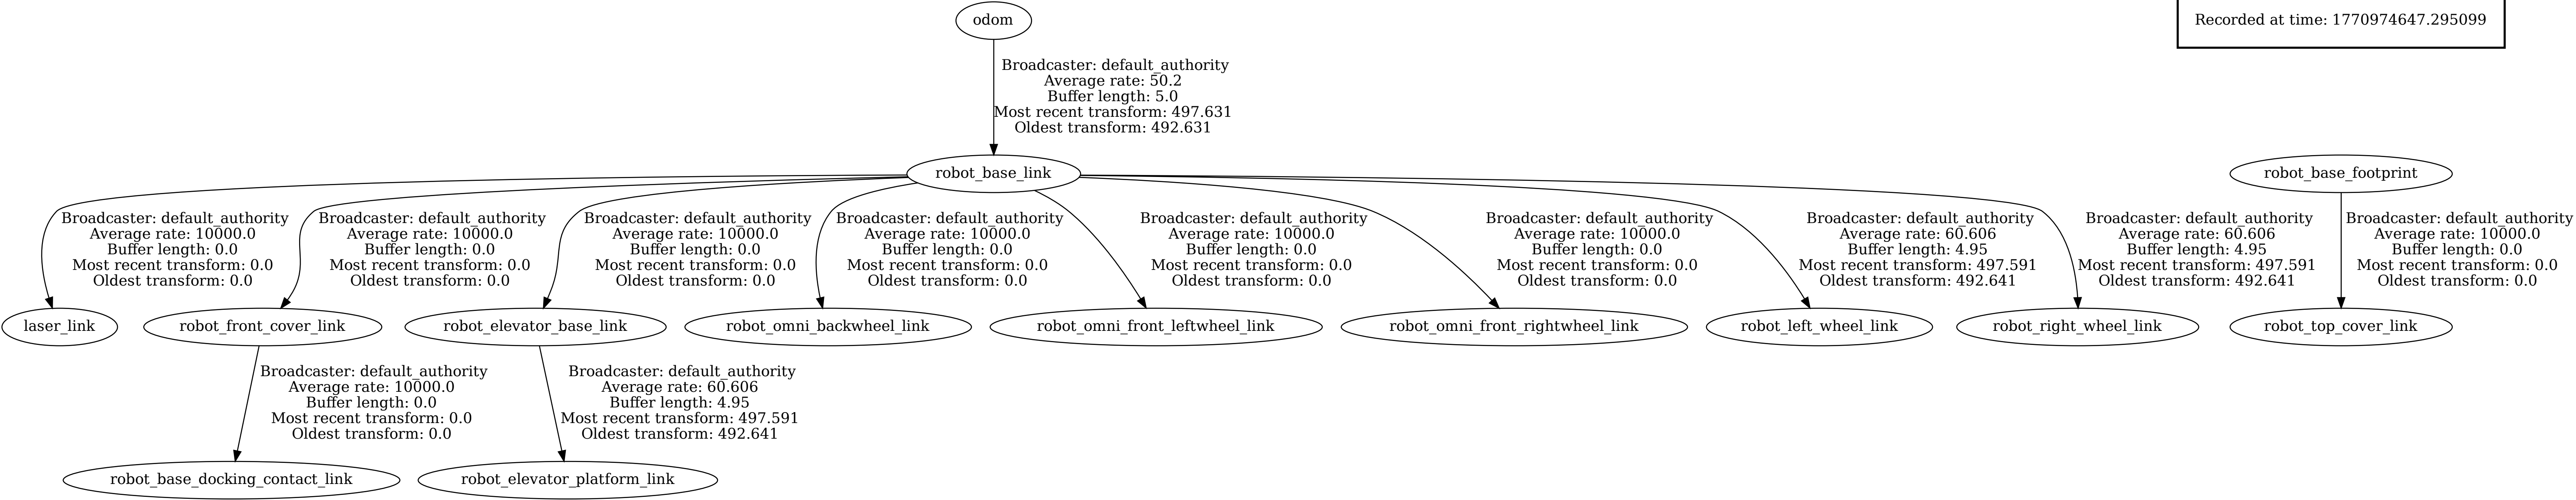 odom
Recorded at time: 1770974647.295099
Broadcaster: default_authority
Average rate: 50.2
Buffer length: 5.0
Most recent transform: 497.631
Oldest transform: 492.631
robot_base_link
robot_base_footprint
Broadcaster: default_authority
Average rate: 10000.0
Buffer length: 0.0
Most recent transform: 0.0
Oldest transform: 0.0
Broadcaster: default_authority
Average rate: 10000.0
Buffer length: 0.0
Most recent transform: 0.0
Oldest transform: 0.0
Broadcaster: default_authority
Average rate: 10000.0
Buffer length: 0.0
Most recent transform: 0.0
Oldest transform: 0.0
Broadcaster: default_authority
Average rate: 10000.0
Buffer length: 0.0
Most recent transform: 0.0
Oldest transform: 0.0
Broadcaster: default_authority
Average rate: 10000.0
Buffer length: 0.0
Most recent transform: 0.0
Oldest transform: 0.0
Broadcaster: default_authority
Average rate: 10000.0
Buffer length: 0.0
Most recent transform: 0.0
Oldest transform: 0.0
Broadcaster: default_authority
Average rate: 60.606
Buffer length: 4.95
Most recent transform: 497.591
Oldest transform: 492.641
Broadcaster: default_authority
Average rate: 60.606
Buffer length: 4.95
Most recent transform: 497.591
Oldest transform: 492.641
Broadcaster: default_authority
Average rate: 10000.0
Buffer length: 0.0
Most recent transform: 0.0
Oldest transform: 0.0
laser_link
robot_front_cover_link
robot_elevator_base_link
robot_omni_backwheel_link
robot_omni_front_leftwheel_link
robot_omni_front_rightwheel_link
robot_left_wheel_link
robot_right_wheel_link
robot_top_cover_link
Broadcaster: default_authority
Average rate: 10000.0
Buffer length: 0.0
Most recent transform: 0.0
Oldest transform: 0.0
Broadcaster: default_authority
Average rate: 60.606
Buffer length: 4.95
Most recent transform: 497.591
Oldest transform: 492.641
robot_base_docking_contact_link
robot_elevator_platform_link